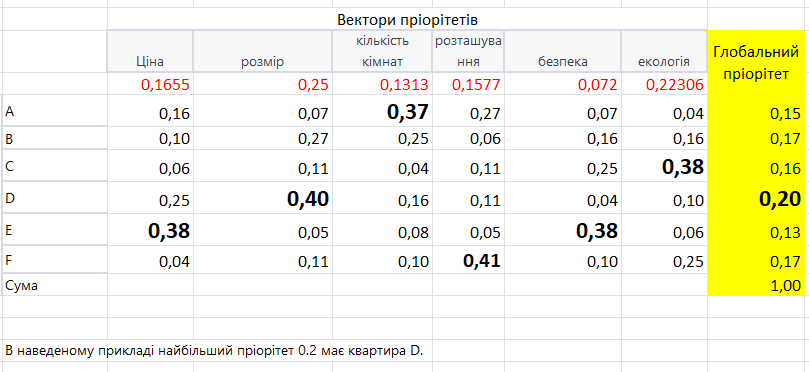 Вектори пріорітетів
Ціна розмір кількість кімнат розташування безпека екологія Глобальний пріорітет
0,1655 0,25 0,1313 0,1577 0,072 0,22306
A 0,16 0,07 0,37 0,27 0,07 0,04 0,15
B 0,10 0,27 0,25 0,06 0,16 0,16 0,17
C 0,06 0,11 0,04 0,11 0,25 0,38 0,16
D 0,25 0,40 0,16 0,11 0,04 0,10 0,20
E 0,38 0,05 0,08 0,05 0,38 0,06 0,13
F 0,04 0,11 0,10 0,41 0,10 0,25 0,17
Сума 1,00
В наведеному прикладі найбільший пріорітет 0.2 має квартира D.